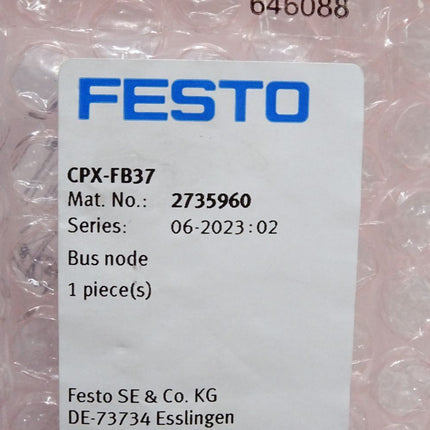 646088
FESTO
CPX-FB37
Mat. No.: 2735960
Series: 06-2023:02
Bus node
1 piece(s)
Festo SE & Co. KG
DE-73734 Esslingen